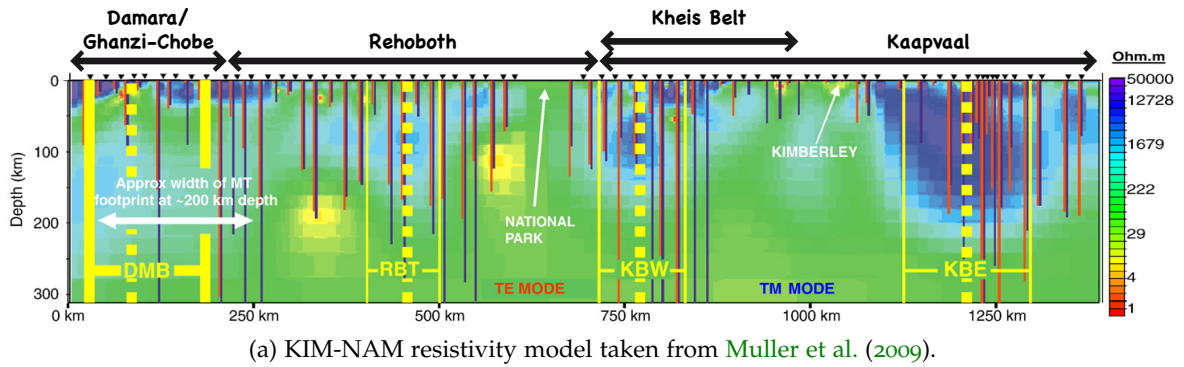 Damara/
Ghanzi-Chobe
Rehoboth
Kheis Belt
Kaapvaal
Ohm.m
50000
12728
1679
222
29
4
1
Depth (km)
0
100
200
300
KIMBERLEY
Approx width of MT
footprint at ~200 km depth
NATIONAL
PARK
DMB
RBT
KBW
KBE
TE MODE
TM MODE
0 km
250 km
500 km
750 km
1000 km
1250 km
(a) KIM-NAM resistivity model taken from Muller et al. (2009).